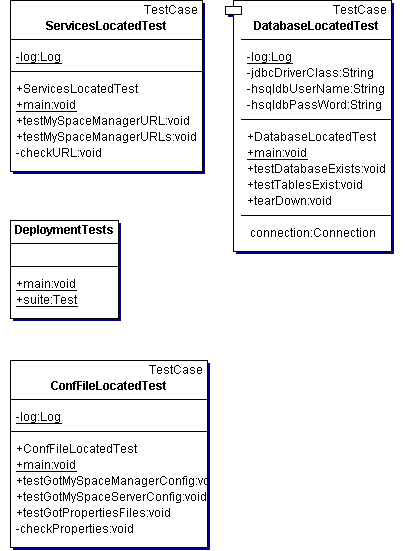 TestCase
ServicesLocatedTest
-log:Log
+ServicesLocatedTest
+main:void
+testMySpaceManagerURL:void
+testMySpaceManagerURLs:void
-checkURL:void
TestCase
DatabaseLocatedTest
-log:Log
-jdbcDriverClass:String
-hsqldbUserName:String
-hsqldbPassWord:String
+DatabaseLocatedTest
+main:void
+testDatabaseExists:void
+testTablesExist:void
+tearDown:void
connection:Connection
DeploymentTests
+main:void
+suite:Test
TestCase
ConfFileLocatedTest
-log:Log
+ConfFileLocatedTest
+main:void
+testGotMySpaceManagerConfig:vo
+testGotMySpaceServerConfig:voi
+testGotPropertiesFiles:void
-checkProperties:void